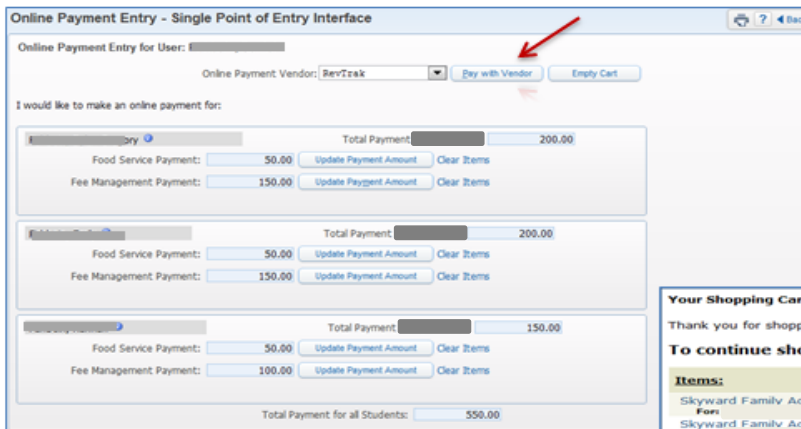 Online Payment Entry - Single Point of Entry Interface
? Bac
Online Payment Entry for User:
Online Payment Vendor: RevTrak Pay with Vendor Empty Cart
I would like to make an online payment for:
ory Total Payment 200.00
Food Service Payment: 50.00 Update Payment Amount Clear Items
Fee Management Payment: 150.00 Update Payment Amount Clear Items
Total Payment 200.00
Food Service Payment: 50.00 Update Payment Amount Clear Items
Fee Management Payment: 150.00 Update Payment Amount Clear Items
Total Payment 150.00
Food Service Payment: 50.00 Update Payment Amount Clear Items
Fee Management Payment: 100.00 Update Payment Amount Clear Items
Total Payment for all Students: 550.00
Your Shopping Car
Thank you for shopp
To continue sho
Items:
Skyward Family Ac
For:
Skyward Family Ac